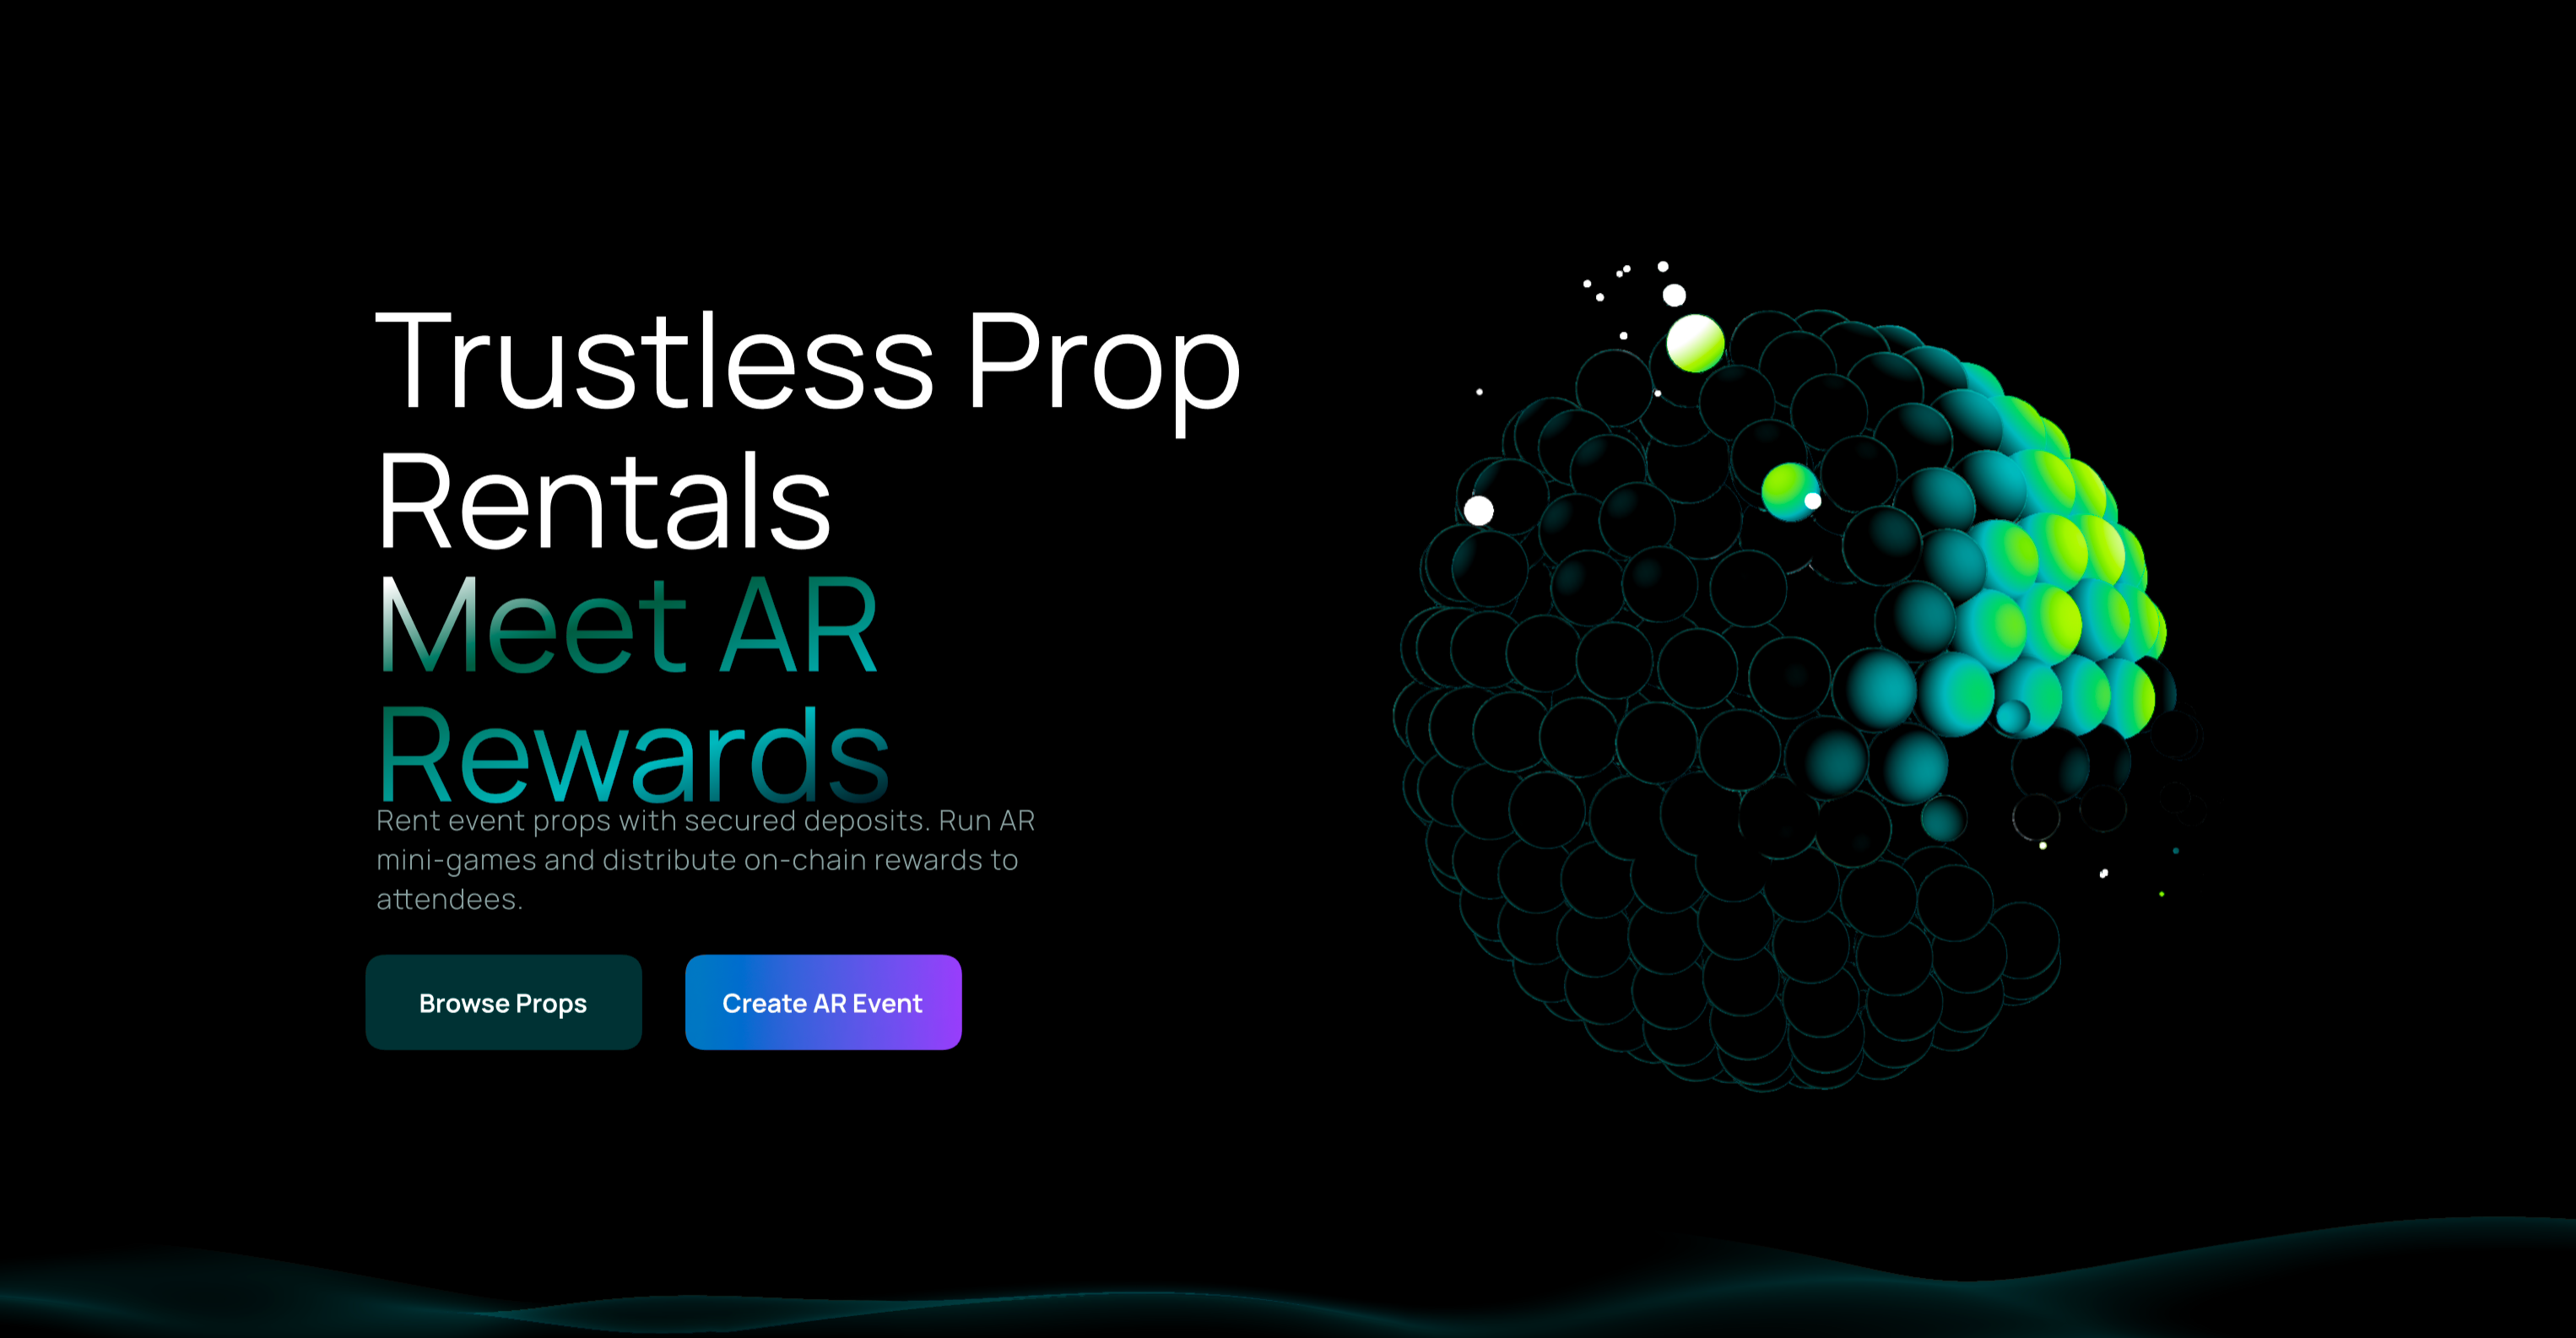 Trustless Prop
Rentals
Meet AR
Rewards
Rent event props with secured deposits. Run AR
mini-games and distribute on-chain rewards to
attendees.
Browse Props
Create AR Event